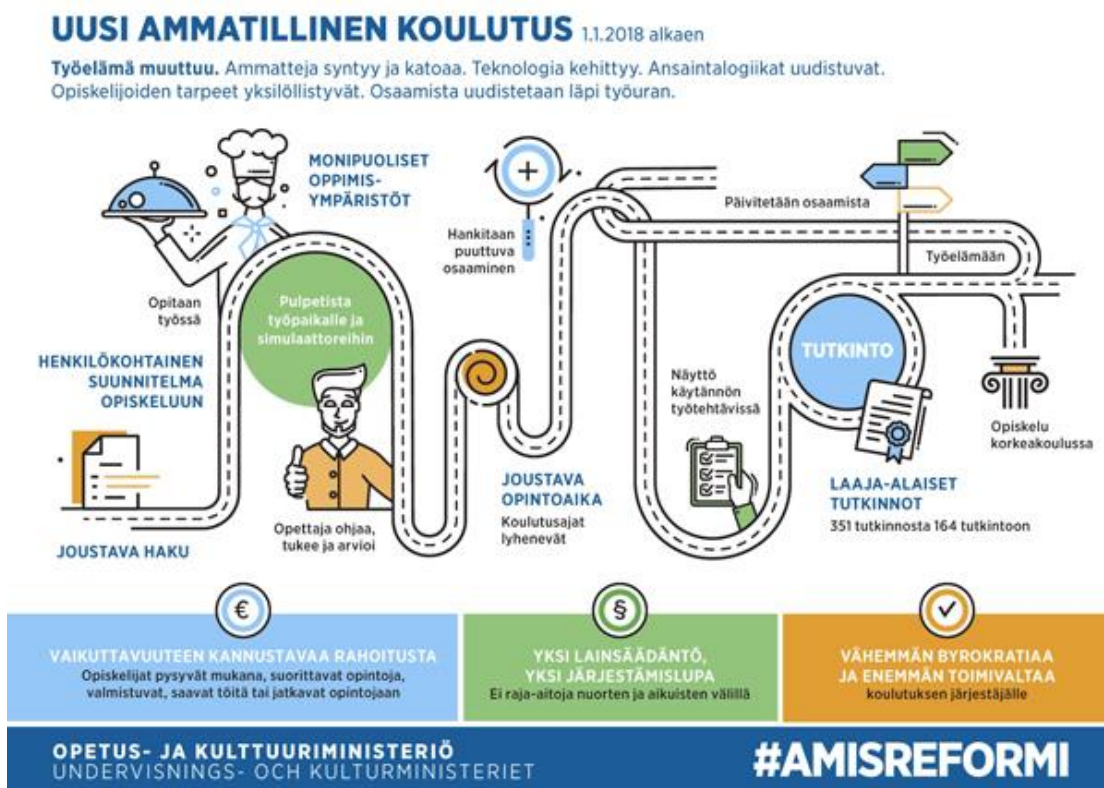 UUSI AMMATILLINEN KOULUTUS 1.1.2018 alkaen
Työelämä muuttuu. Ammatteja syntyy ja katoaa. Teknologia kehittyy. Ansaintalogiikat uudistuvat.
Opiskelijoiden tarpeet yksilöllistyvät. Osaamista uudistetaan läpi työuran.
MONIPUOLISET
OPPIMIS-
YMPÄRISTÖT
Hankitaan
puuttuva
osaaminen
Päivitetään osaamista
Työelämään
Opitaan
työssä
Pulpetista
työpaikalle ja
simulaattoreihin
HENKILÖKOHTAINEN
SUUNNITELMA
OPISKELUUN
TUTKINTO
Näyttö
käytännön
työtehtävissä
Opiskelu
korkeakoulussa
JOUSTAVA HAKU
Opettaja ohjaa,
tukee ja arvioi
JOUSTAVA
OPINTOAIKA
Koulutusajat
lyhenevät
LAAJA-ALAISET
TUTKINNOT
351 tutkinnosta 164 tutkintoon
€
VAIKUTTAVUUTEEN KANNUSTAVAA RAHOITUSTA
Opiskelijat pysyvät mukana, suorittavat opintoja,
valmistuvat, saavat töitä tai jatkavat opintojaan
§
YKSI LAINSÄÄDÄNTÖ,
YKSI JÄRJESTÄMISLUPA
Ei raja-aitoja nuorten ja aikuisten välillä
VÄHEMMÄN BYROKRATIAA
JA ENEMMÄN TOIMIVALTAA
koulutuksen järjestäjälle
OPETUS- JA KULTTUURIMINISTERIÖ
UNDERVISNINGS- OCH KULTURMINISTERIET
#AMISREFORMI